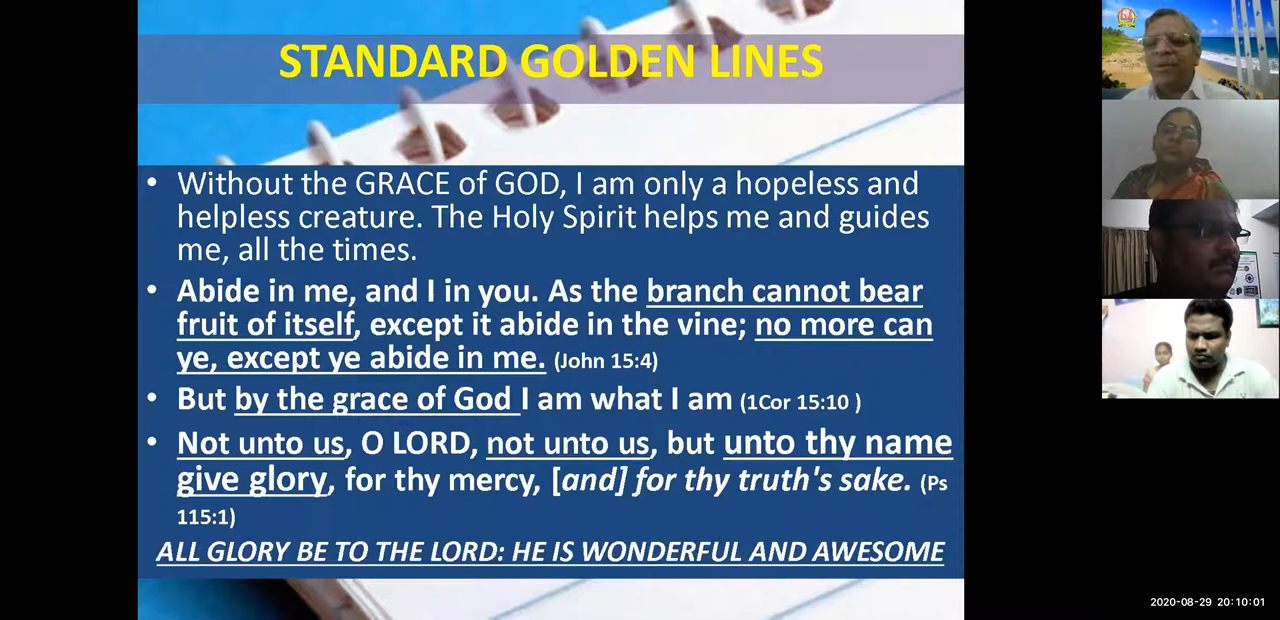 STANDARD GOLDEN LINES
• Without the GRACE of GOD, I am only a hopeless and
helpless creature. The Holy Spirit helps me and guides
me, all the times.
• Abide in me, and I in you. As the branch cannot bear
fruit of itself, except it abide in the vine; no more can
ye, except ye abide in me. (John 15:4)
• But by the grace of God I am what I am (1Cor 15:10 )
• Not unto us, O LORD, not unto us, but unto thy name
give glory, for thy mercy, [and] for thy truth's sake. (Ps
115:1)
ALL GLORY BE TO THE LORD: HE IS WONDERFUL AND AWESOME
2020-08-29 20:10:01